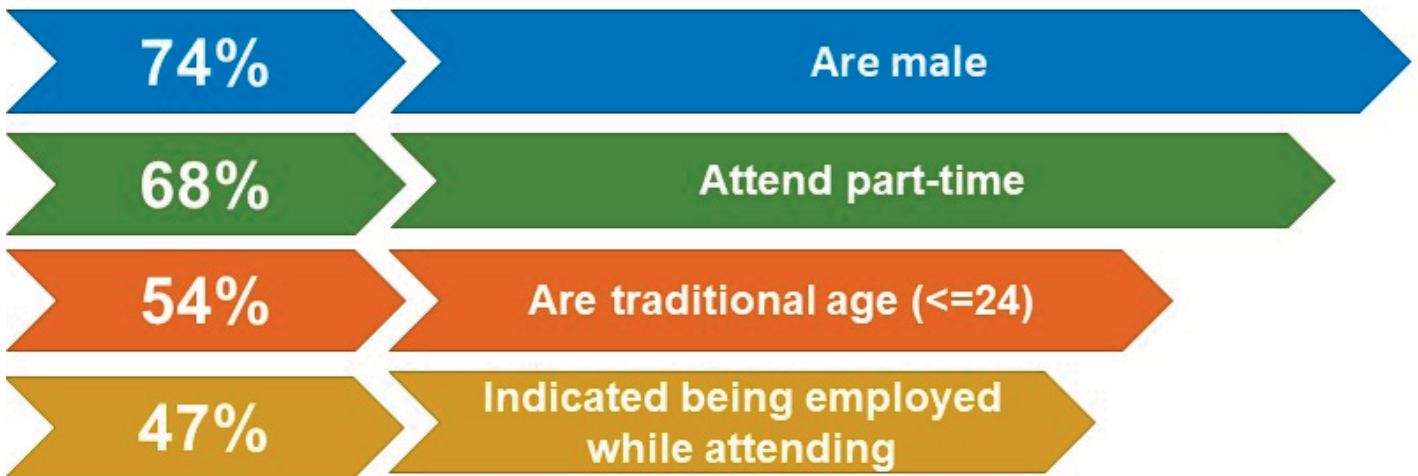 74%
Are male
68%
Attend part-time
54%
Are traditional age (<=24)
47%
Indicated being employed
while attending